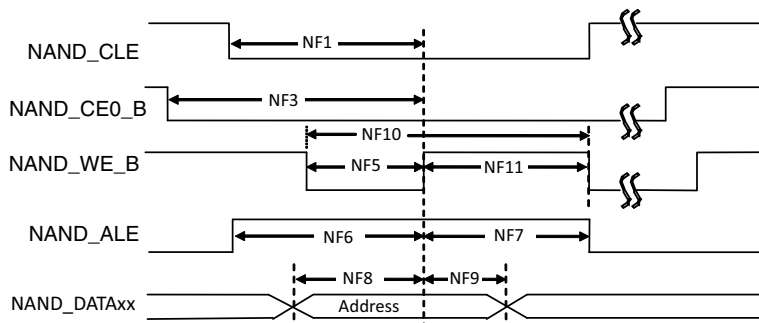 NAND_CLE
NF1
NAND_CE0_B
NF3
NF10
NAND_WE_B
NF5
NF11
NAND_ALE
NF6
NF7
NF8
NF9
NAND_DATAxx
Address